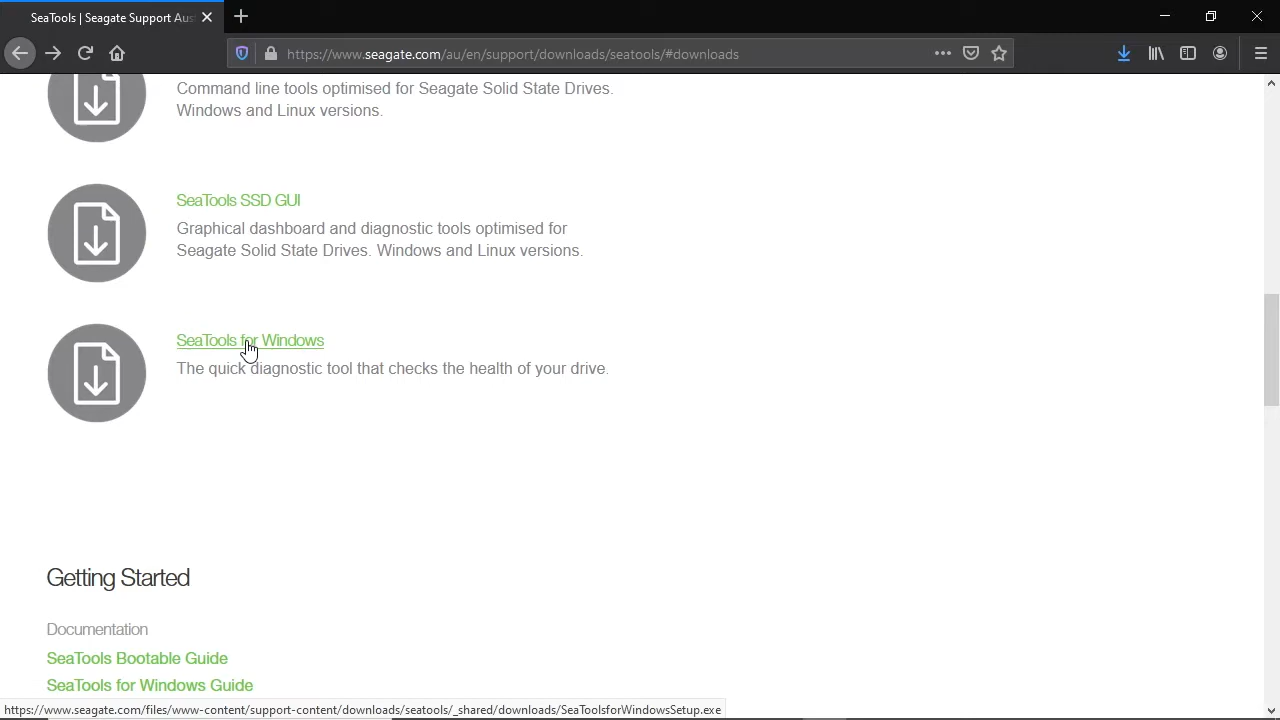 SeaTools | Seagate Support Aus
https://www.seagate.com/au/en/support/downloads/seatools/#downloads
Command line tools optimised for Seagate Solid State Drives.
Windows and Linux versions.
SeaTools SSD GUI
Graphical dashboard and diagnostic tools optimised for
Seagate Solid State Drives. Windows and Linux versions.
SeaTools for Windows
The quick diagnostic tool that checks the health of your drive.
Getting Started
Documentation
SeaTools Bootable Guide
SeaTools for Windows Guide
https://www.seagate.com/files/www-content/support-content/downloads/seatools/_shared/downloads/SeaToolsforWindowsSetup.exe